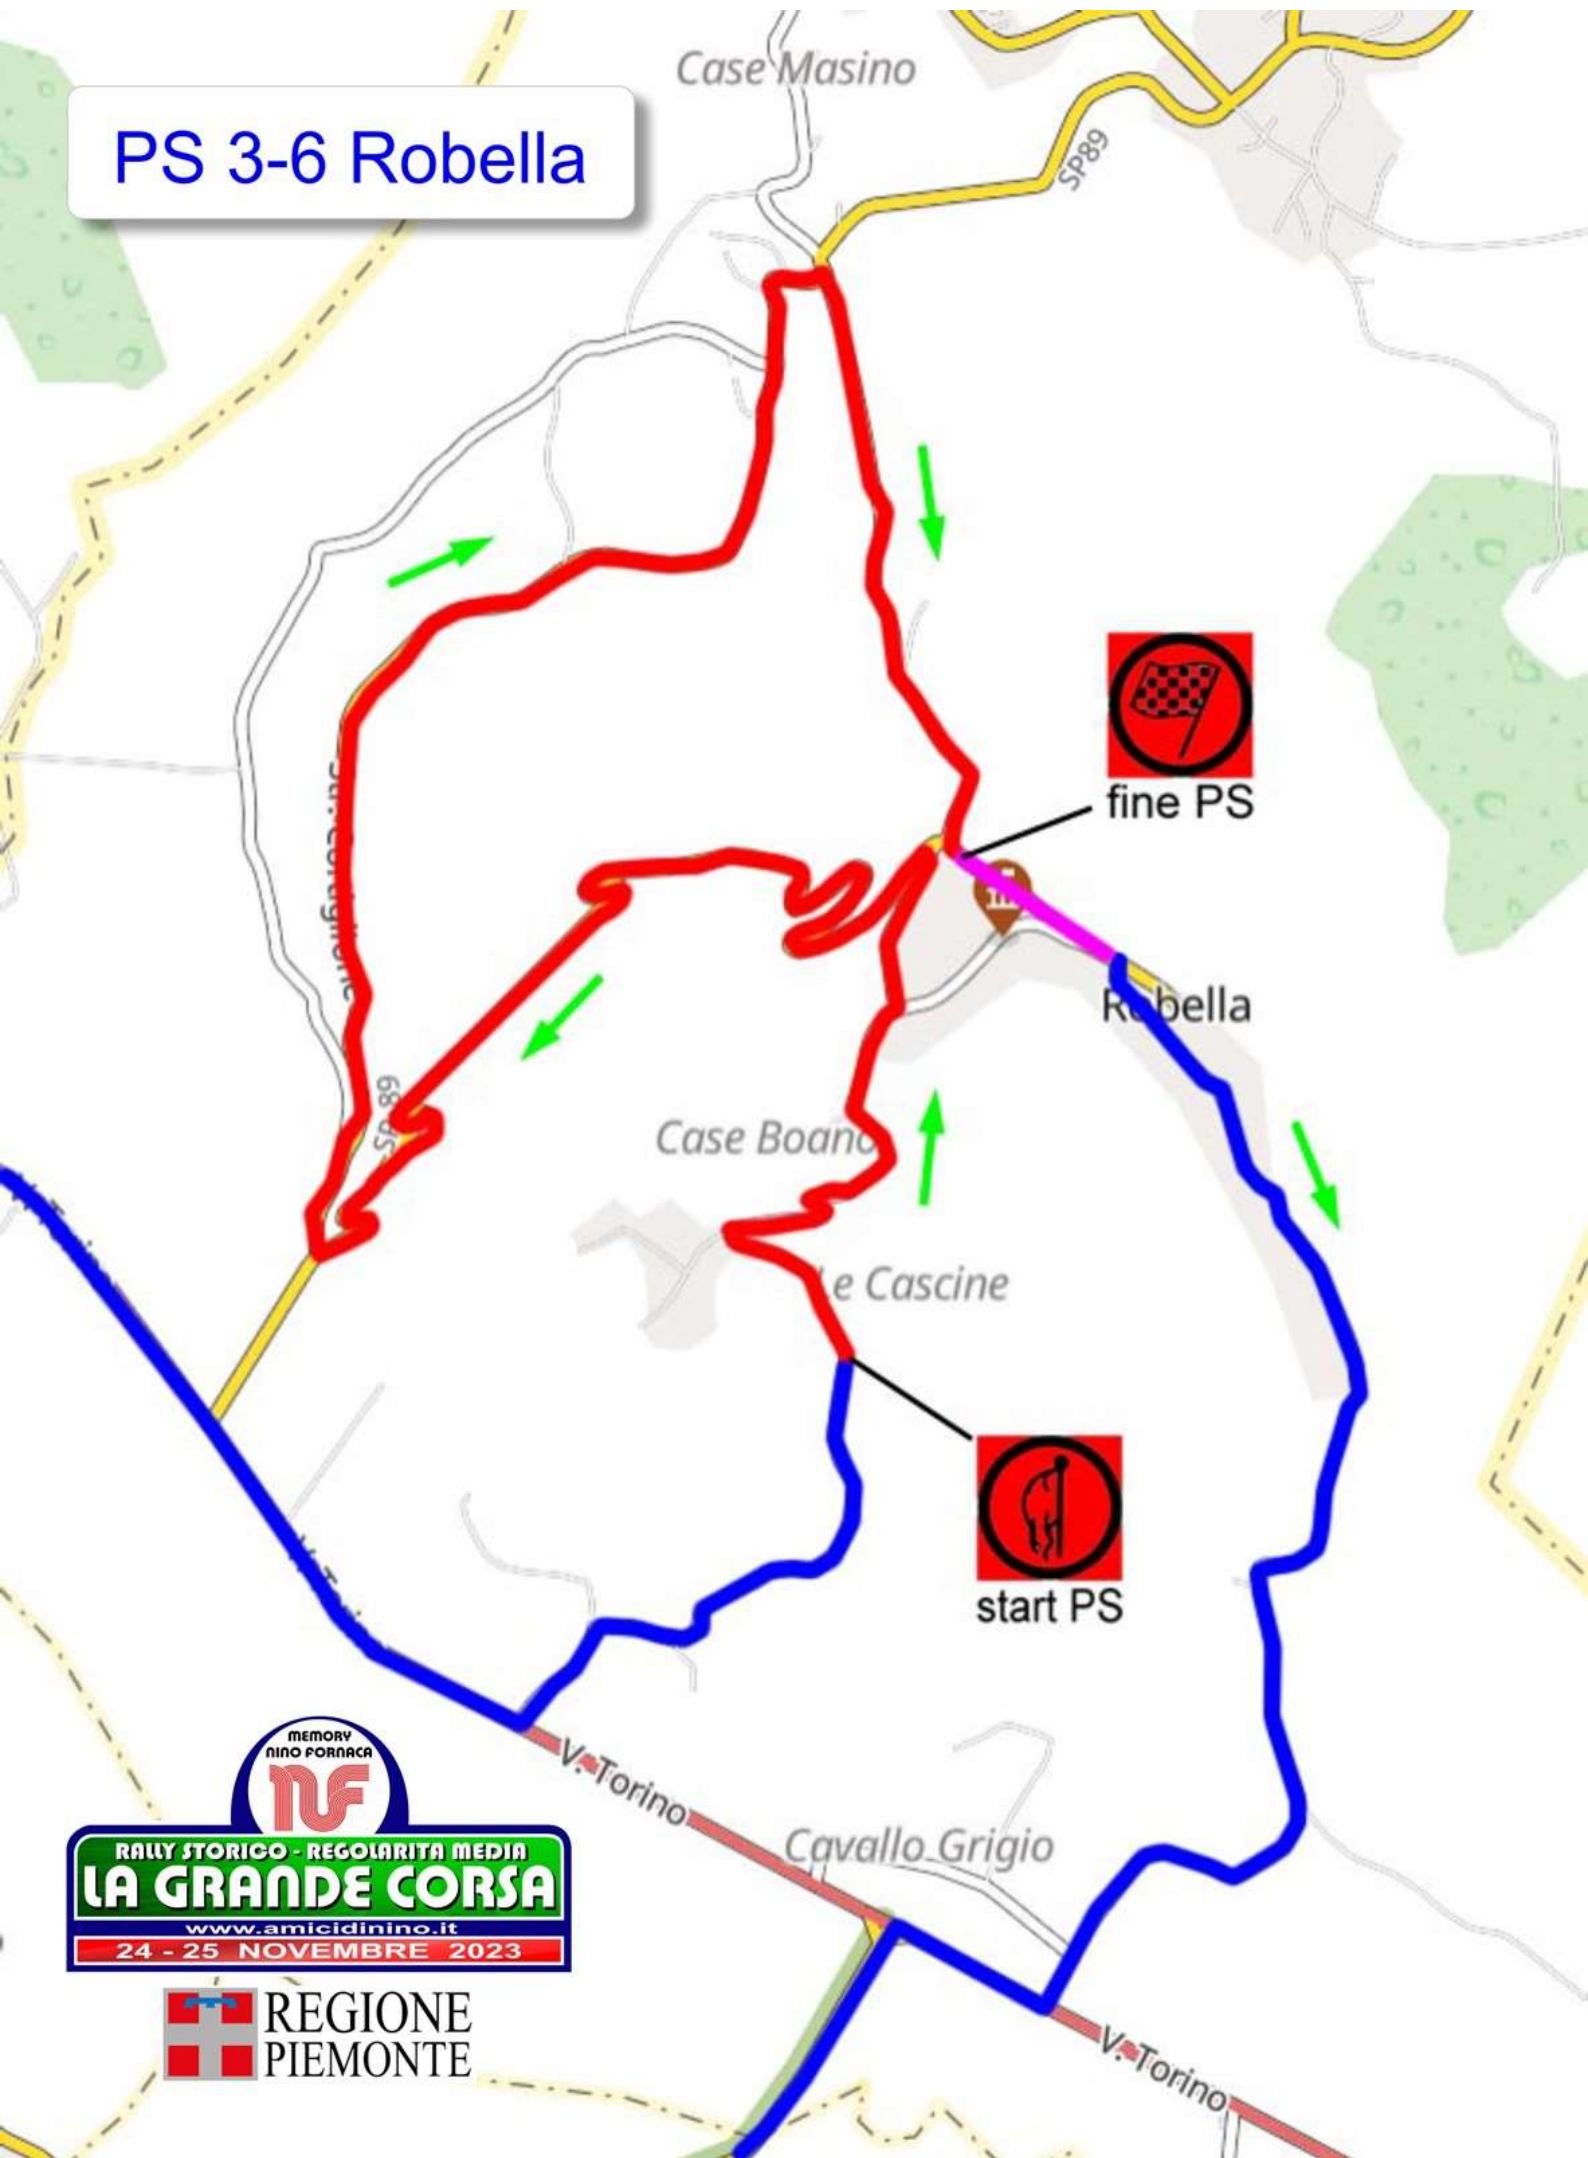 Case Masino
PS 3-6 Robella
SP89
fine PS
Robella
Sp 89
Case Boano
Le Cascine
start PS
V. Torino
MEMORY
NINO FORNACA
NF
RALLY STORICO - REGOLARITA MEDIA
LA GRANDE CORSA
www.amicidinino.it
24 - 25 NOVEMBRE 2023
Cavallo Grigio
REGIONE
PIEMONTE
V. Torino